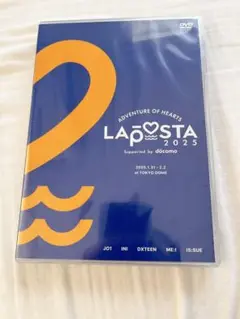 DVD
ADVENTURE OF HEARTS
LAPOSTA
2025
Supported by döcomo
2025.1.31 - 2.2
at TOKYO DOME
JO1 INI DXTEEN ME:I IS:SUE